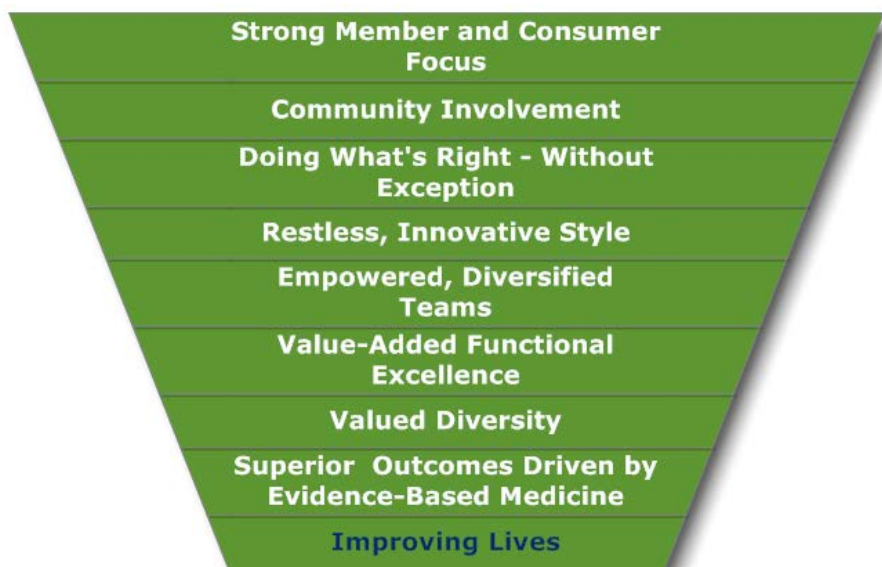 Strong Member and Consumer
Focus
Community Involvement
Doing What's Right - Without
Exception
Restless, Innovative Style
Empowered, Diversified
Teams
Value-Added Functional
Excellence
Valued Diversity
Superior  Outcomes Driven by
Evidence-Based Medicine
Improving Lives